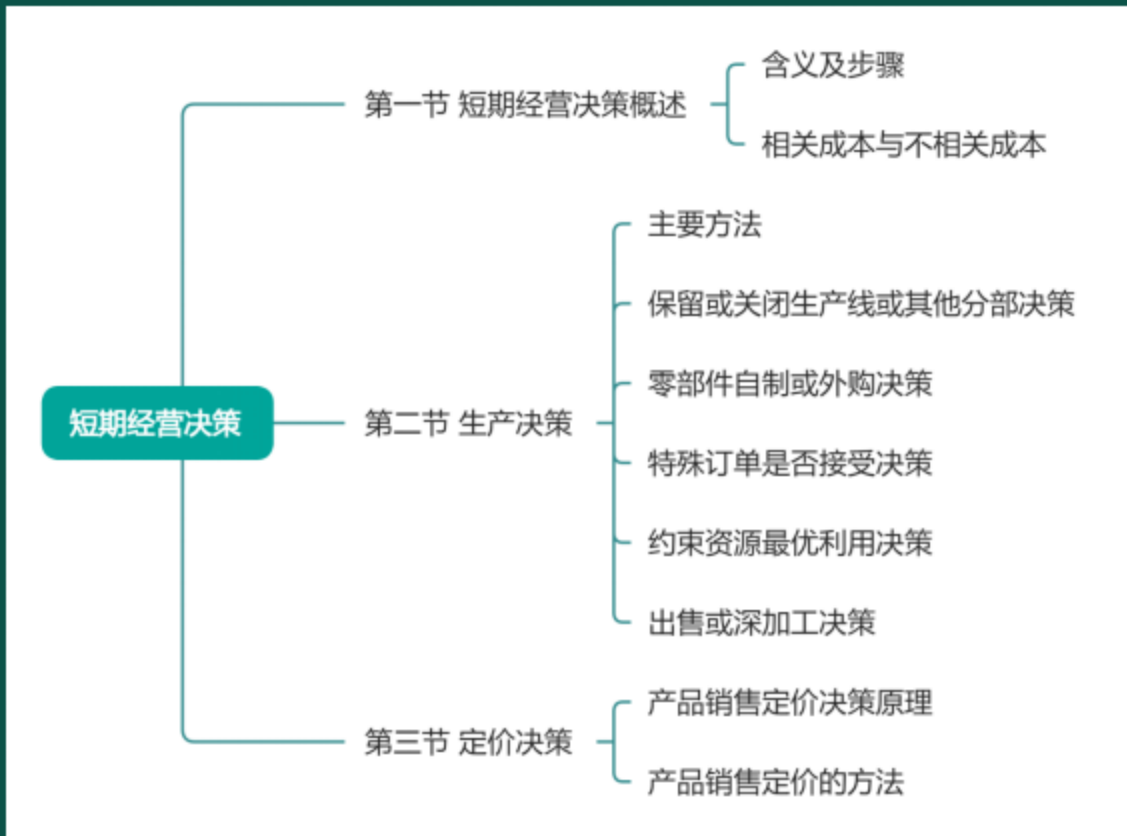 短期经营决策
第一节 短期经营决策概述
含义及步骤
相关成本与不相关成本
第二节 生产决策
主要方法
保留或关闭生产线或其他分部决策
零部件自制或外购决策
特殊订单是否接受决策
约束资源最优利用决策
出售或深加工决策
第三节 定价决策
产品销售定价决策原理
产品销售定价的方法